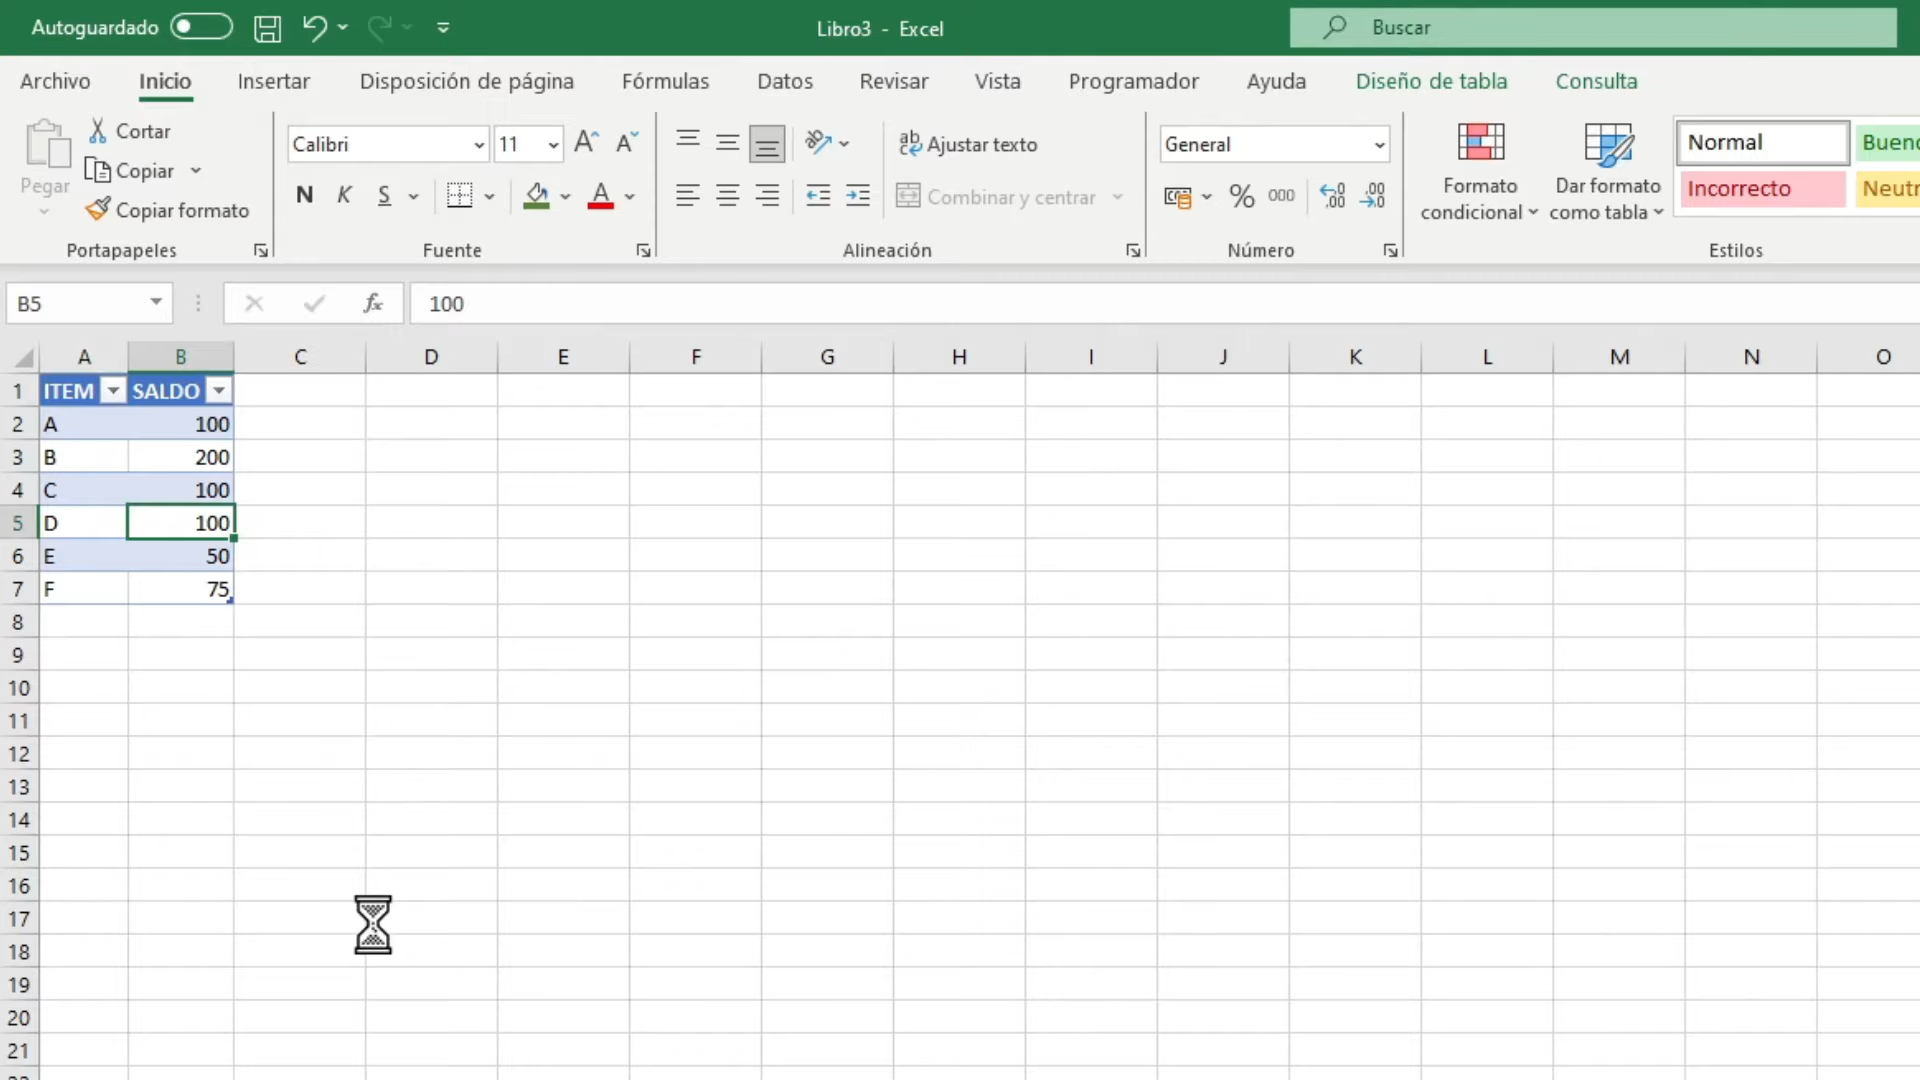 Autoguardado
Libro3 - Excel
Buscar
Archivo Inicio Insertar Disposición de página Fórmulas Datos Revisar Vista Programador Ayuda Diseño de tabla Consulta
Pegar
Cortar
Copiar
Copiar formato
Portapapeles
Calibri 11
N K S
A
Fuente
Ajustar texto
Combinar y centrar
Alineación
General
% 000
Número
Formato condicional
Dar formato como tabla
Normal
Incorrecto
Estilos
B5 fx 100
A B C D E F G H I J K L M N O
1 ITEM SALDO
2 A 100
3 B 200
4 C 100
5 D 100
6 E 50
7 F 75
8
9
10
11
12
13
14
15
16
17
18
19
20
21